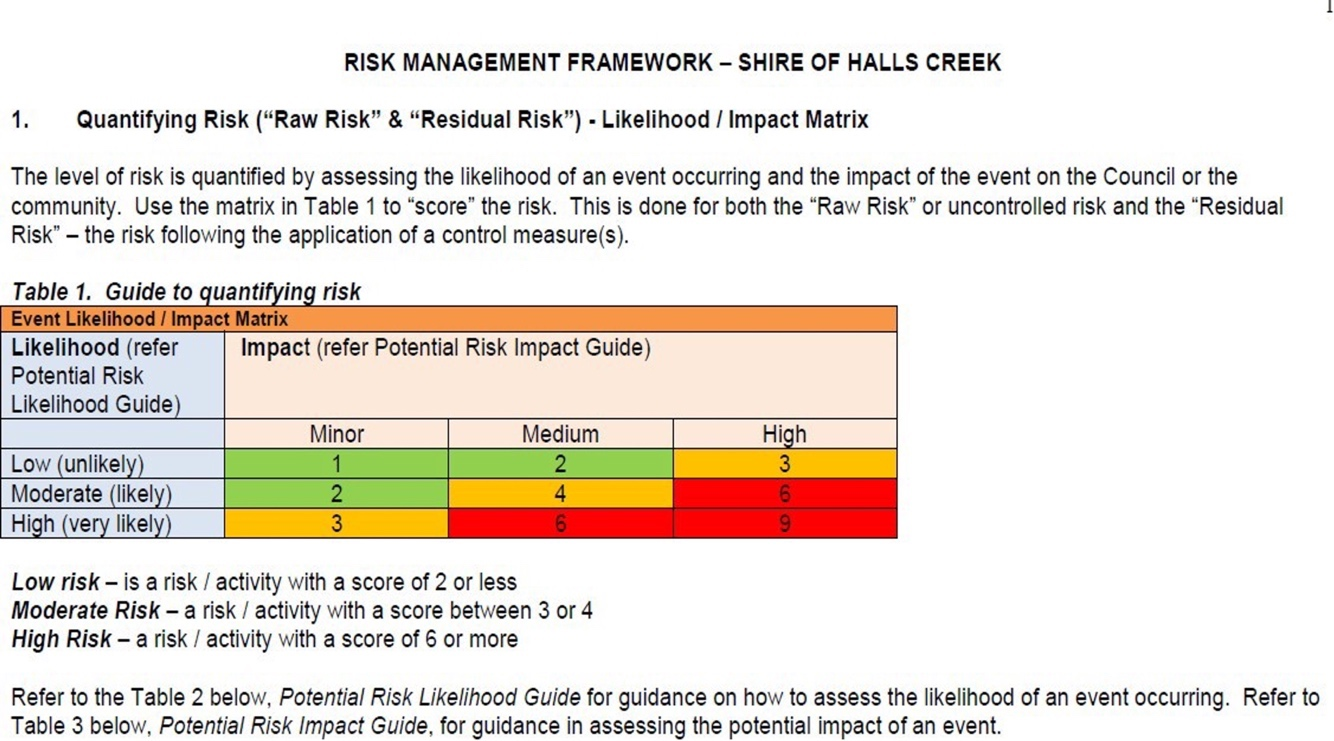 1
RISK MANAGEMENT FRAMEWORK – SHIRE OF HALLS CREEK
1. Quantifying Risk (“Raw Risk” & “Residual Risk”) - Likelihood / Impact Matrix
The level of risk is quantified by assessing the likelihood of an event occurring and the impact of the event on the Council or the
community. Use the matrix in Table 1 to “score” the risk. This is done for both the “Raw Risk” or uncontrolled risk and the “Residual
Risk” – the risk following the application of a control measure(s).
Table 1. Guide to quantifying risk
Event Likelihood / Impact Matrix
Likelihood (refer
Potential Risk
Likelihood Guide)
Impact (refer Potential Risk Impact Guide)
Minor Medium High
Low (unlikely) 1 2 3
Moderate (likely) 2 4 6
High (very likely) 3 6 9
Low risk – is a risk / activity with a score of 2 or less
Moderate Risk – a risk / activity with a score between 3 or 4
High Risk – a risk / activity with a score of 6 or more
Refer to the Table 2 below, Potential Risk Likelihood Guide for guidance on how to assess the likelihood of an event occurring. Refer to
Table 3 below, Potential Risk Impact Guide, for guidance in assessing the potential impact of an event.